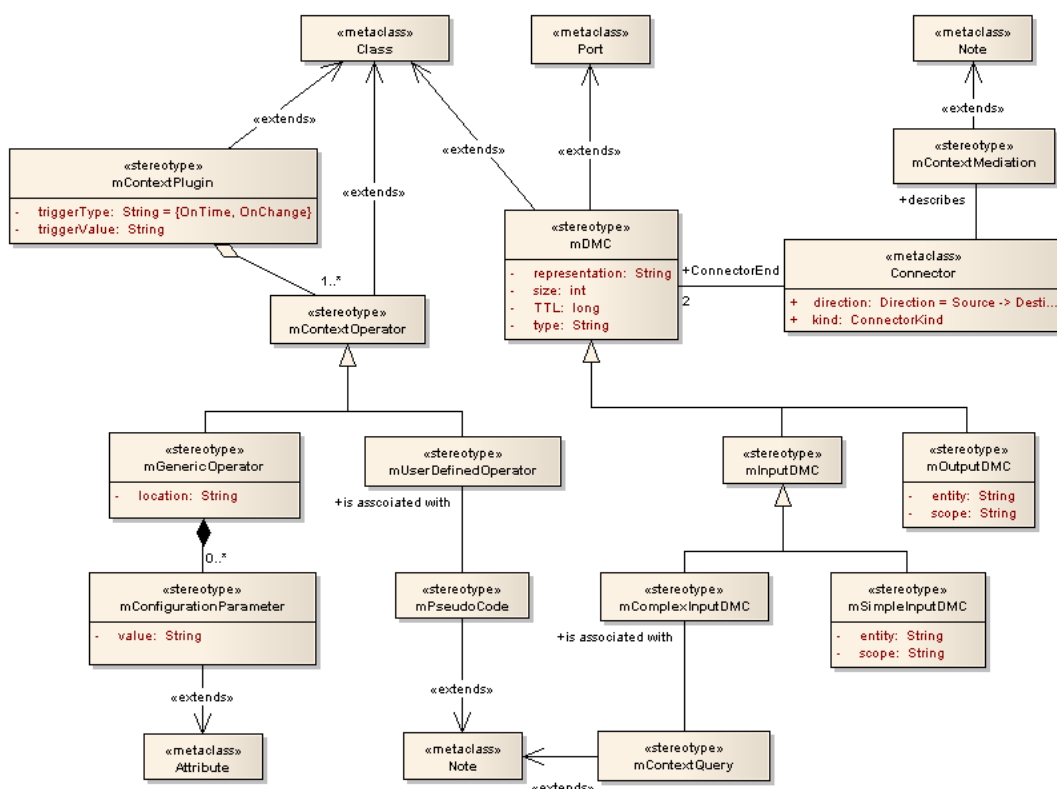 «metaclass»
Class
«metaclass»
Port
«metaclass»
Note
«extends»
«extends»
«extends»
«extends»
«extends»
«stereotype»
mContextPlugin
- triggerType: String = {OnTime, OnChange}
- triggerValue: String
«stereotype»
mContextMediation
+describes
«stereotype»
mDMC
- representation: String
- size: int
- TTL: long
- type: String
+ConnectorEnd
2
«metaclass»
Connector
+ direction: Direction = Source -> Desti...
+ kind: ConnectorKind
1..*
«stereotype»
mContextOperator
«stereotype»
mGenericOperator
- location: String
«stereotype»
mUserDefinedOperator
+is asscoiated with
«stereotype»
mInputDMC
«stereotype»
mOutputDMC
- entity: String
- scope: String
0..*
«stereotype»
mConfigurationParameter
- value: String
«stereotype»
mPseudoCode
«stereotype»
mComplexInputDMC
+is associated with
«stereotype»
mSimpleInputDMC
- entity: String
- scope: String
«extends»
«extends»
«metaclass»
Attribute
«metaclass»
Note
«stereotype»
mContextQuery
«extends»